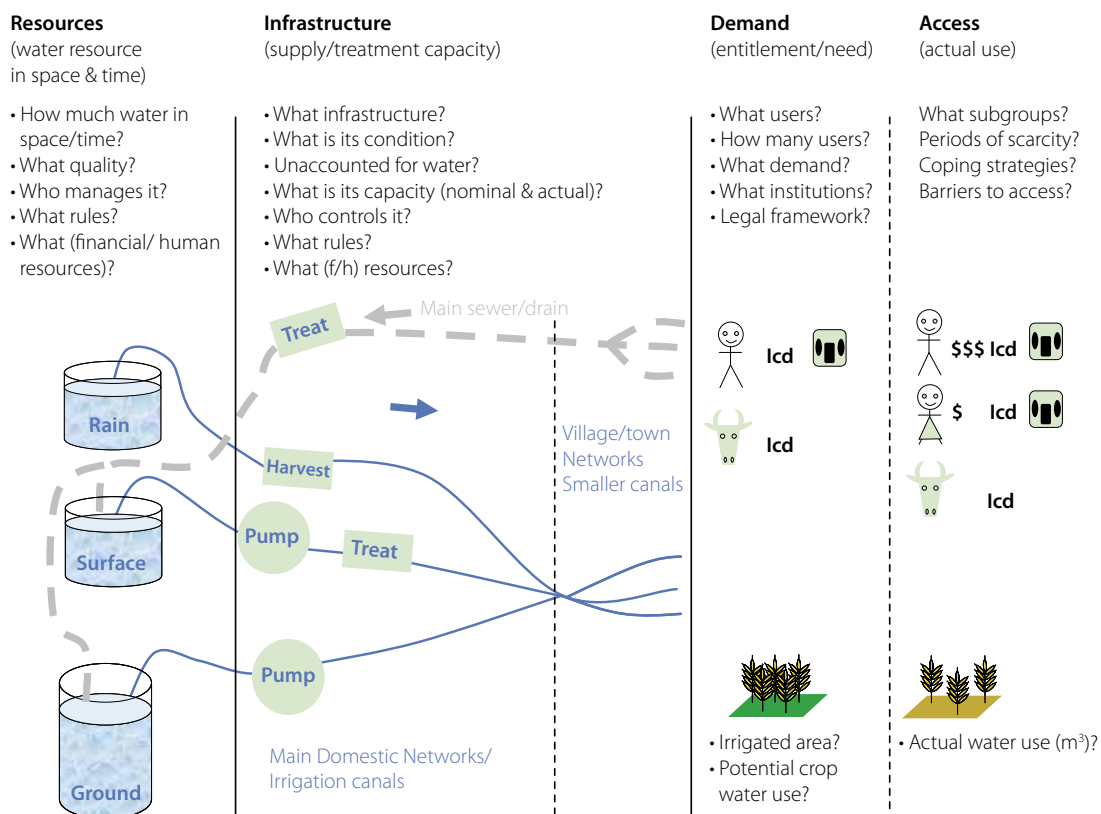 Resources
(water resource
in space & time)
• How much water in
space/time?
• What quality?
• Who manages it?
• What rules?
• What (financial/ human
resources)?
Infrastructure
(supply/treatment capacity)
• What infrastructure?
• What is its condition?
• Unaccounted for water?
• What is its capacity (nominal & actual)?
• Who controls it?
• What rules?
• What (f/h) resources?
Demand
(entitlement/need)
• What users?
• How many users?
• What demand?
• What institutions?
• Legal framework?
Access
(actual use)
What subgroups?
Periods of scarcity?
Coping strategies?
Barriers to access?
Main sewer/drain
Treat
Rain
Harvest
Surface
Pump
Treat
Ground
Pump
Village/town
Networks
Smaller canals
Main Domestic Networks/
Irrigation canals
lcd
lcd
$$$ lcd
$ lcd
lcd
• Irrigated area?
• Potential crop
water use?
• Actual water use (m³)?